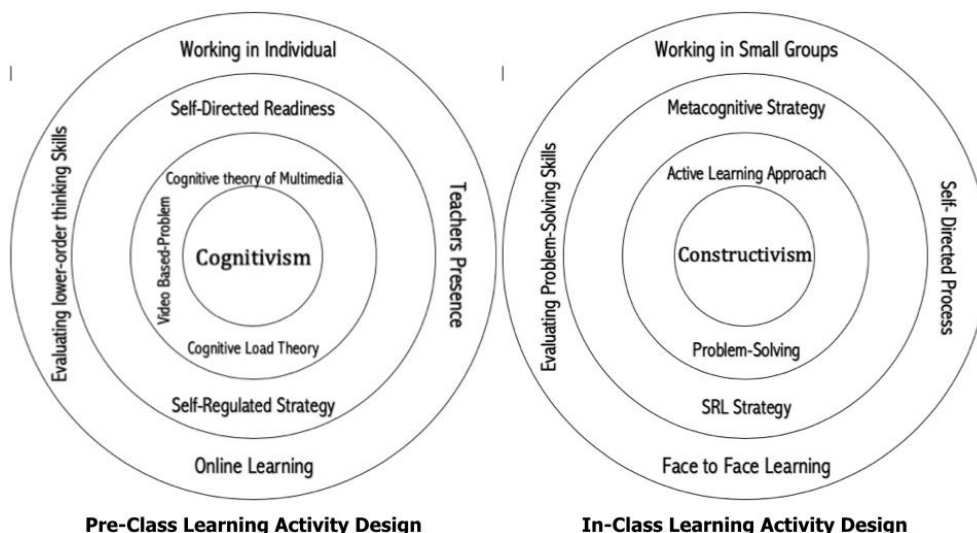 Working in Individual
Self-Directed Readiness
Cognitive theory of Multimedia
Evaluating lower-order thinking Skills
Video Based-Problem
Cognitivism
Teachers Presence
Cognitive Load Theory
Self-Regulated Strategy
Online Learning
Pre-Class Learning Activity Design
Working in Small Groups
Metacognitive Strategy
Active Learning Approach
Evaluating Problem-Solving Skills
Constructivism
Self- Directed Process
Problem-Solving
SRL Strategy
Face to Face Learning
In-Class Learning Activity Design